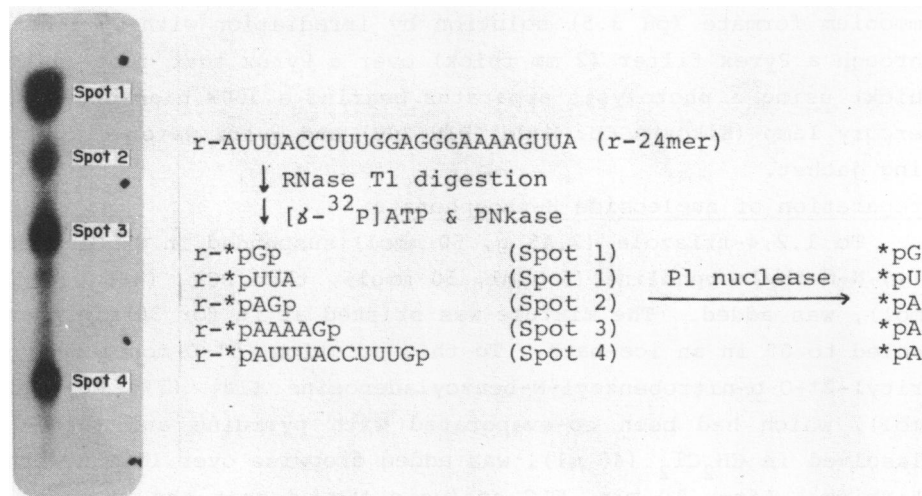 Spot 1
Spot 2
Spot 3
Spot 4
r-AUUUACCUUUGGAGGGAAAAGUUA (r-24mer)
RNase Tl digestion
[ɣ-32P]ATP & PNkase
r-*pGp (Spot 1) *pG
r-*pUUA (Spot 1) P1 nuclease *pU
r-*pAGp (Spot 2) *pA
r-*pAAAAGp (Spot 3) *pA
r-*pAUUUACCUUUGp (Spot 4) *pA